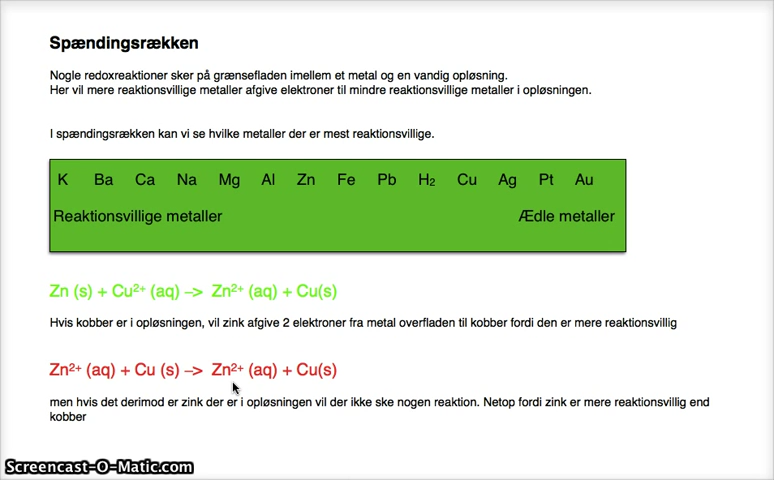 Spændingsrækken
Nogle redoxreaktioner sker på grænsefladen imellem et metal og en vandig opløsning.
Her vil mere reaktionsvillige metaller afgive elektroner til mindre reaktionsvillige metaller i opløsningen.
I spændingsrækken kan vi se hvilke metaller der er mest reaktionsvillige.
K Ba Ca Na Mg Al Zn Fe Pb H₂ Cu Ag Pt Au
Reaktionsvillige metaller Ædle metaller
Zn (s) + Cu²⁺ (aq) –> Zn²⁺ (aq) + Cu(s)
Hvis kobber er i opløsningen, vil zink afgive 2 elektroner fra metal overfladen til kobber fordi den er mere reaktionsvillig
Zn²⁺ (aq) + Cu (s) –> Zn²⁺ (aq) + Cu(s)
men hvis det derimod er zink der er i opløsningen vil der ikke ske nogen reaktion. Netop fordi zink er mere reaktionsvillig end
kobber
Screencast-O-Matic.com